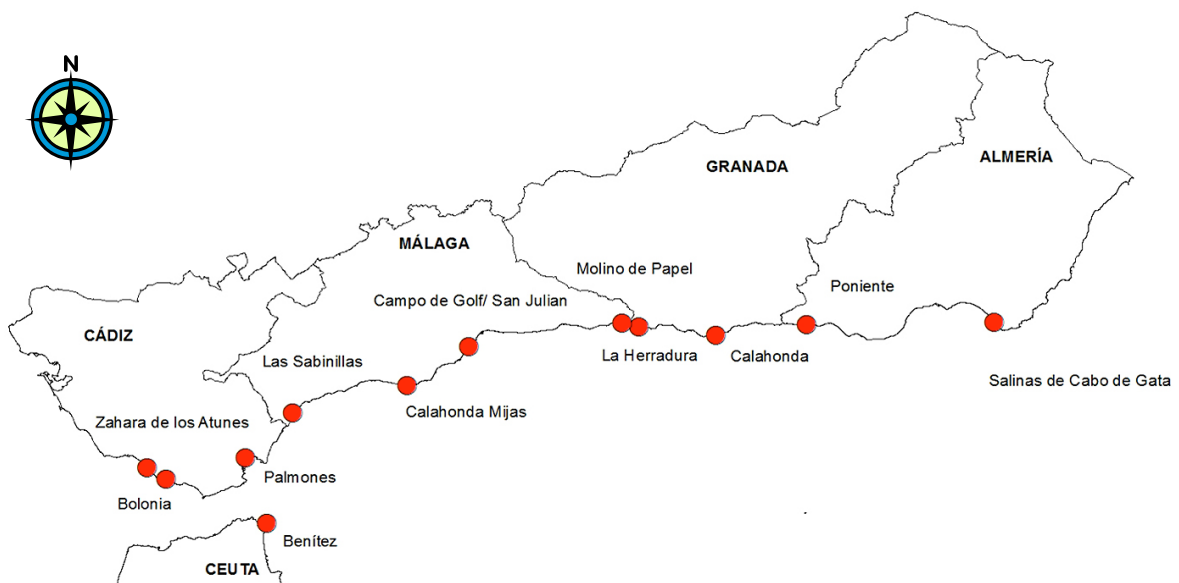 N
GRANADA
ALMERÍA
MÁLAGA
Molino de Papel
Poniente
Campo de Golf/ San Julian
CÁDIZ
La Herradura
Calahonda
Las Sabinillas
Salinas de Cabo de Gata
Calahonda Mijas
Zahara de los Atunes
Palmones
Bolonia
Benítez
CEUTA